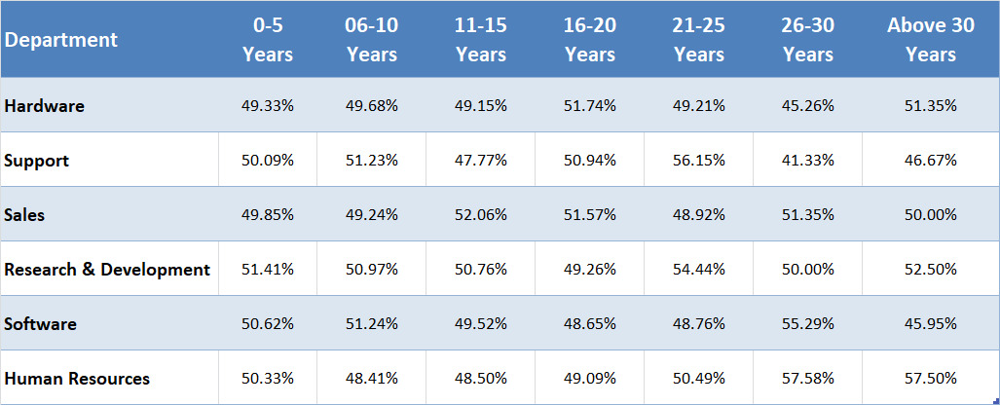 Department 0-5 Years 06-10 Years 11-15 Years 16-20 Years 21-25 Years 26-30 Years Above 30 Years
Hardware 49.33% 49.68% 49.15% 51.74% 49.21% 45.26% 51.35%
Support 50.09% 51.23% 47.77% 50.94% 56.15% 41.33% 46.67%
Sales 49.85% 49.24% 52.06% 51.57% 48.92% 51.35% 50.00%
Research & Development 51.41% 50.97% 50.76% 49.26% 54.44% 50.00% 52.50%
Software 50.62% 51.24% 49.52% 48.65% 48.76% 55.29% 45.95%
Human Resources 50.33% 48.41% 48.50% 49.09% 50.49% 57.58% 57.50%